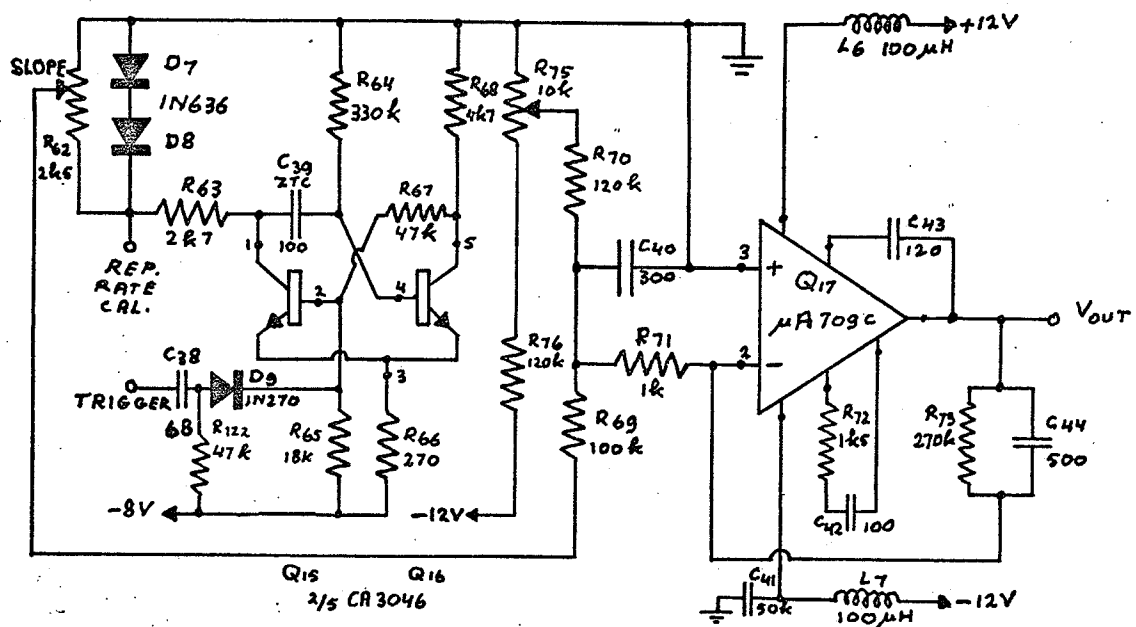 +12V
L6 100µH
SLOPE
D7
1N636
D8
R62
2k5
R64
330k
R68
4k7
R75
10k
R70
120k
R63
2k7
C39
ZTC
100
R67
47k
1
5
2
4
3
REP.
RATE
CAL.
C40
300
3
+
Q17
µA709C
2
-
C43
120
VOUT
R71
1k
R76
120k
C38
68
TRIGGER
D9
1N270
R122
47k
R65
18K
R66
270
R69
100k
R72
1k5
C42
100
R73
270k
C44
500
-8V
-12V
Q15
Q16
2/5 CA3046
C41
50k
L7
100µH
-12V